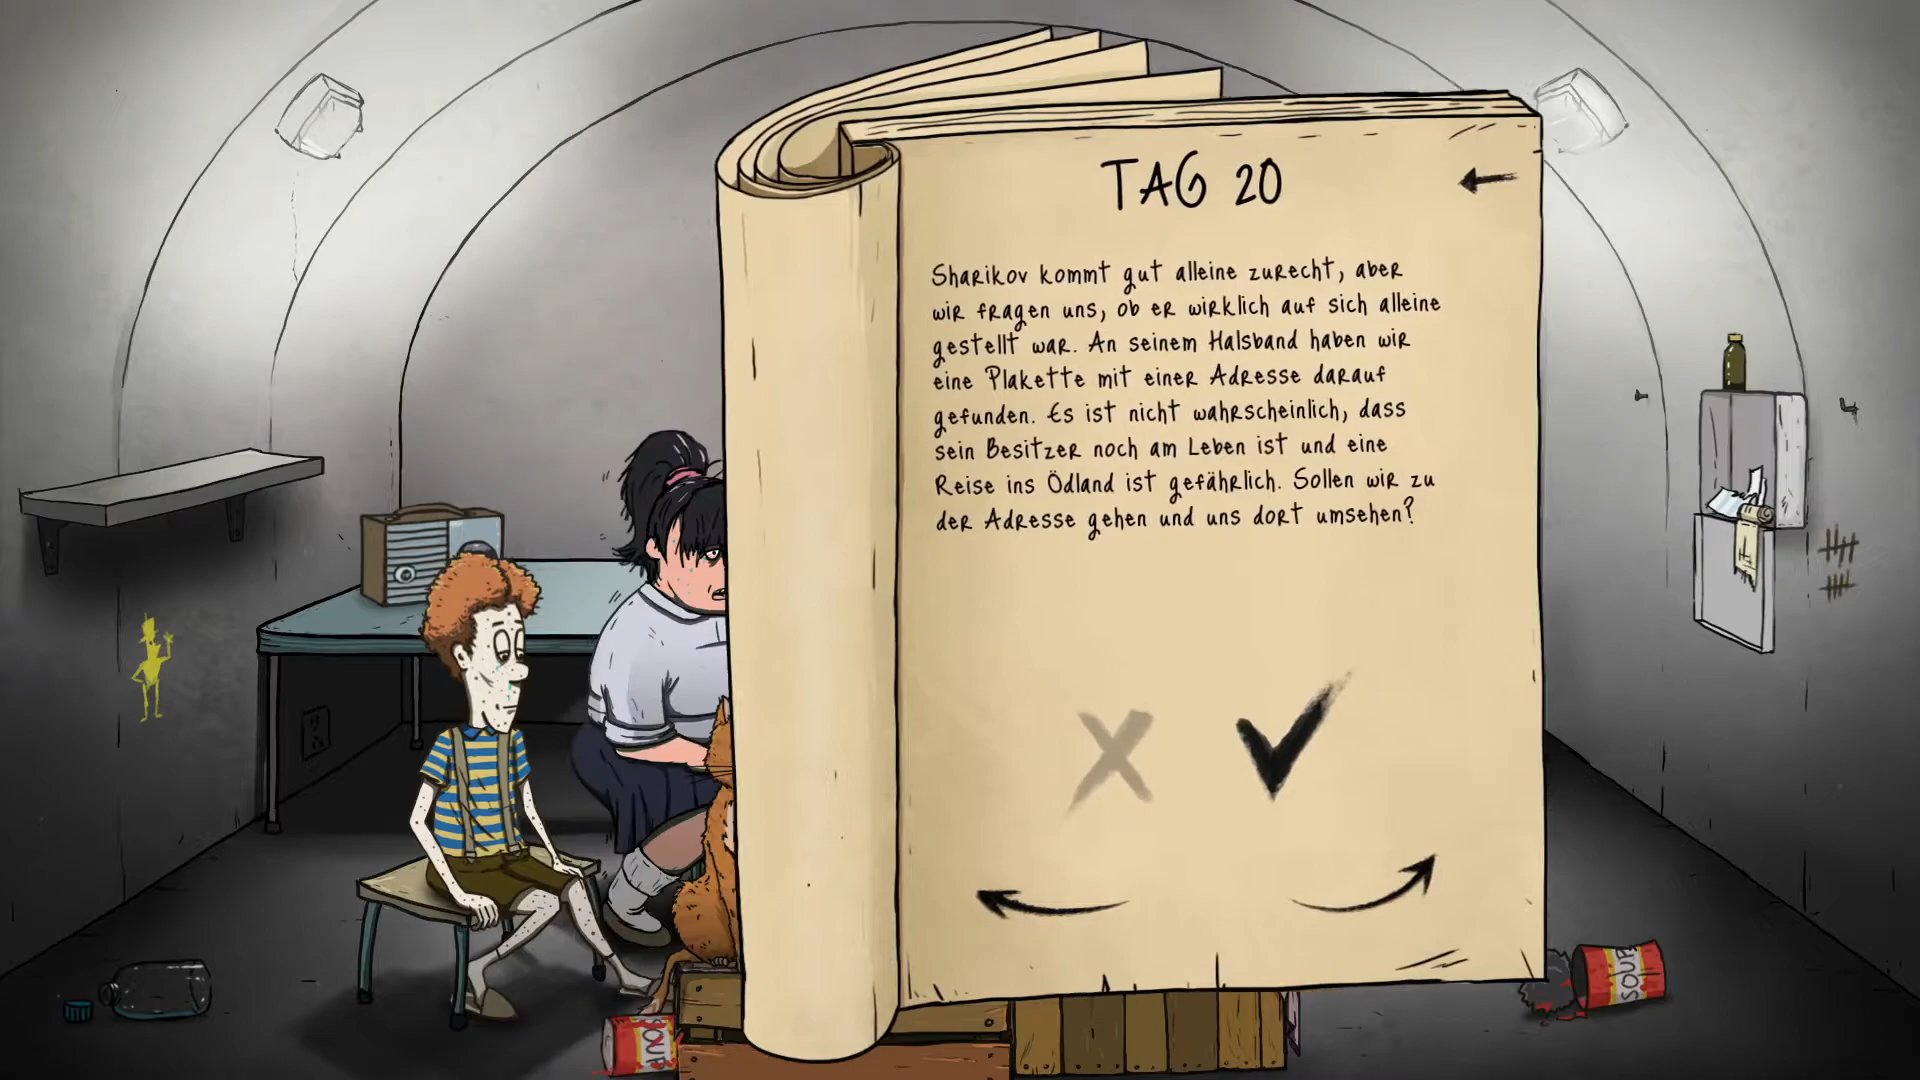 TAG 20
Sharikov kommt gut alleine zurecht, aber
wir fragen uns, ob er wirklich auf sich alleine
gestellt war. An seinem Halsband haben wir
eine Plakette mit einer Adresse darauf
gefunden. Es ist nicht wahrscheinlich, dass
sein Besitzer noch am Leben ist und eine
Reise ins Ödland ist gefährlich. Sollen wir zu
der Adresse gehen und uns dort umsehen?
SOUP
SOUP